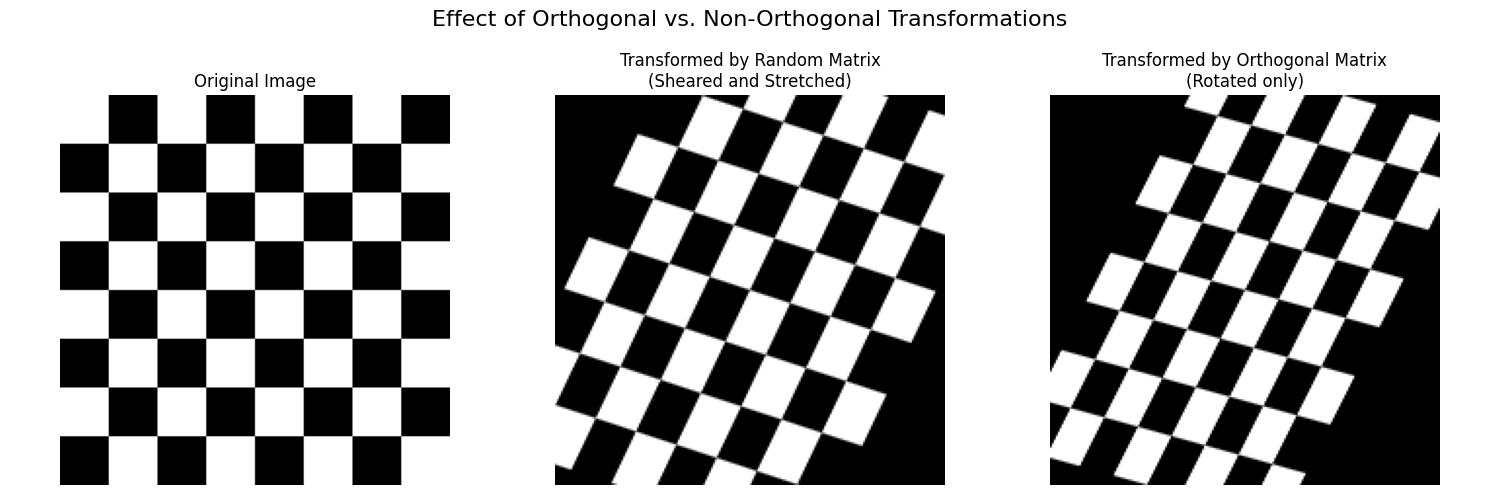 Effect of Orthogonal vs. Non-Orthogonal Transformations
Original Image
Transformed by Random Matrix
(Sheared and Stretched)
Transformed by Orthogonal Matrix
(Rotated only)